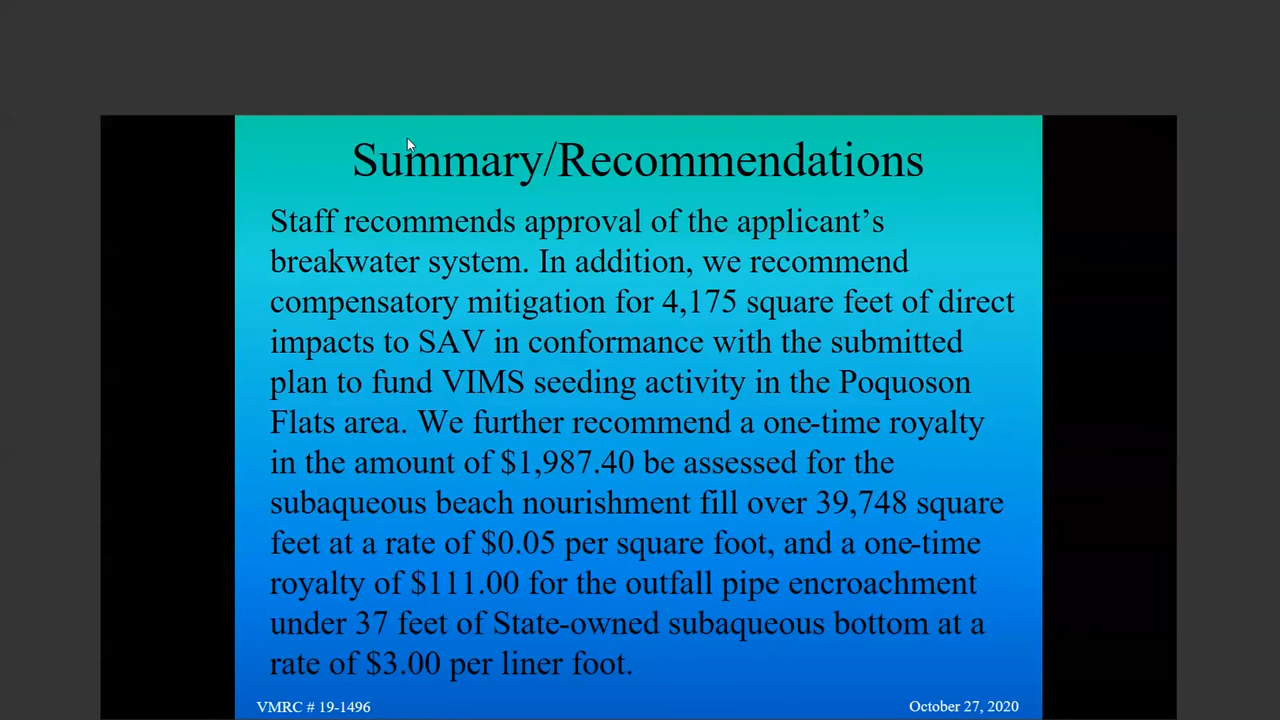 Summary/Recommendations
Staff recommends approval of the applicant’s
breakwater system. In addition, we recommend
compensatory mitigation for 4,175 square feet of direct
impacts to SAV in conformance with the submitted
plan to fund VIMS seeding activity in the Poquoson
Flats area. We further recommend a one-time royalty
in the amount of $1,987.40 be assessed for the
subaqueous beach nourishment fill over 39,748 square
feet at a rate of $0.05 per square foot, and a one-time
royalty of $111.00 for the outfall pipe encroachment
under 37 feet of State-owned subaqueous bottom at a
rate of $3.00 per liner foot.
VMRC # 19-1496
October 27, 2020